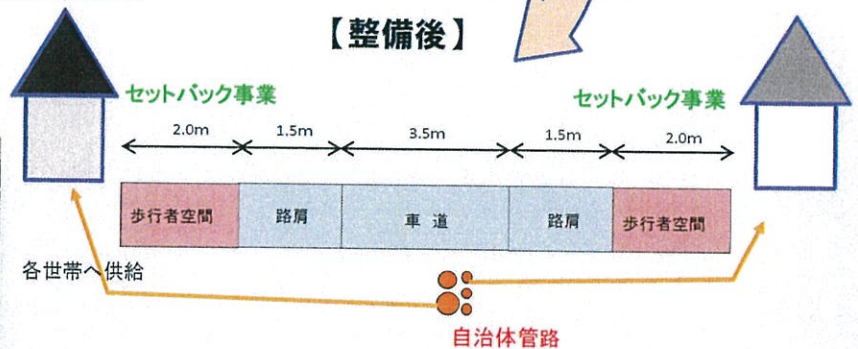 【整備後】
セットバック事業
セットバック事業
2.0m 1.5m 3.5m 1.5m 2.0m
歩行者空間 路肩 車 道 路肩 歩行者空間
各世帯へ供給
自治体管路